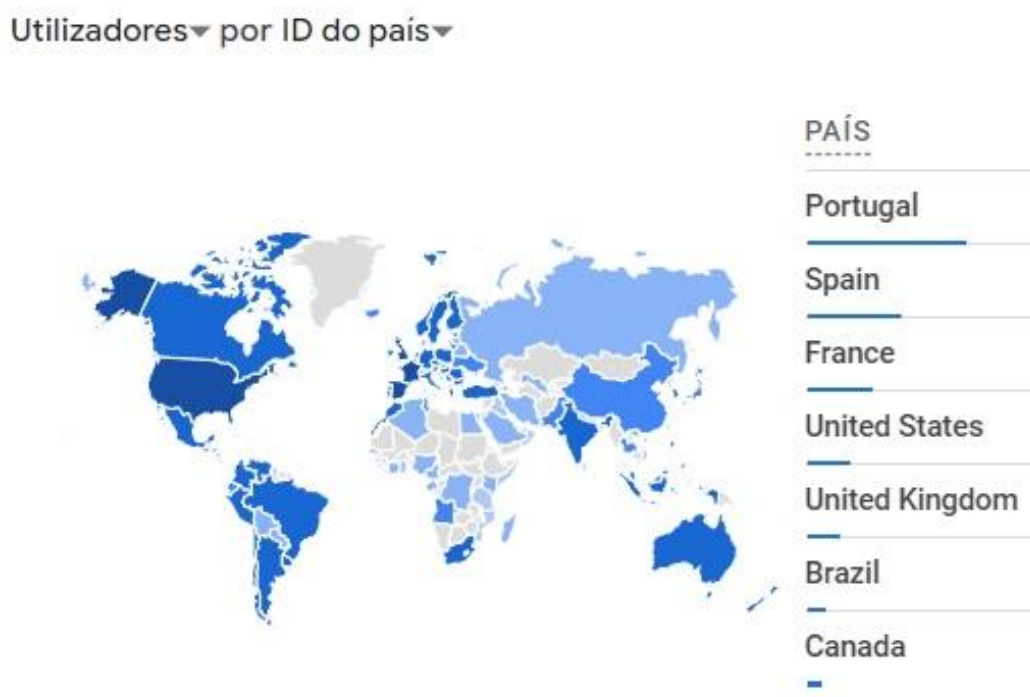 Utilizadores por ID do país
PAÍS
Portugal
Spain
France
United States
United Kingdom
Brazil
Canada